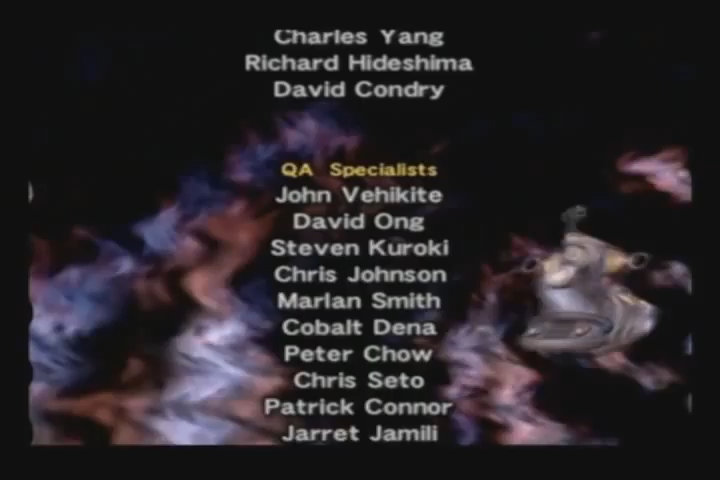 Charles Yang
Richard Hideshima
David Condry
QA Specialists
John Vehikite
David Ong
Steven Kuroki
Chris Johnson
Marlan Smith
Cobalt Dena
Peter Chow
Chris Seto
Patrick Connor
Jarret Jamili